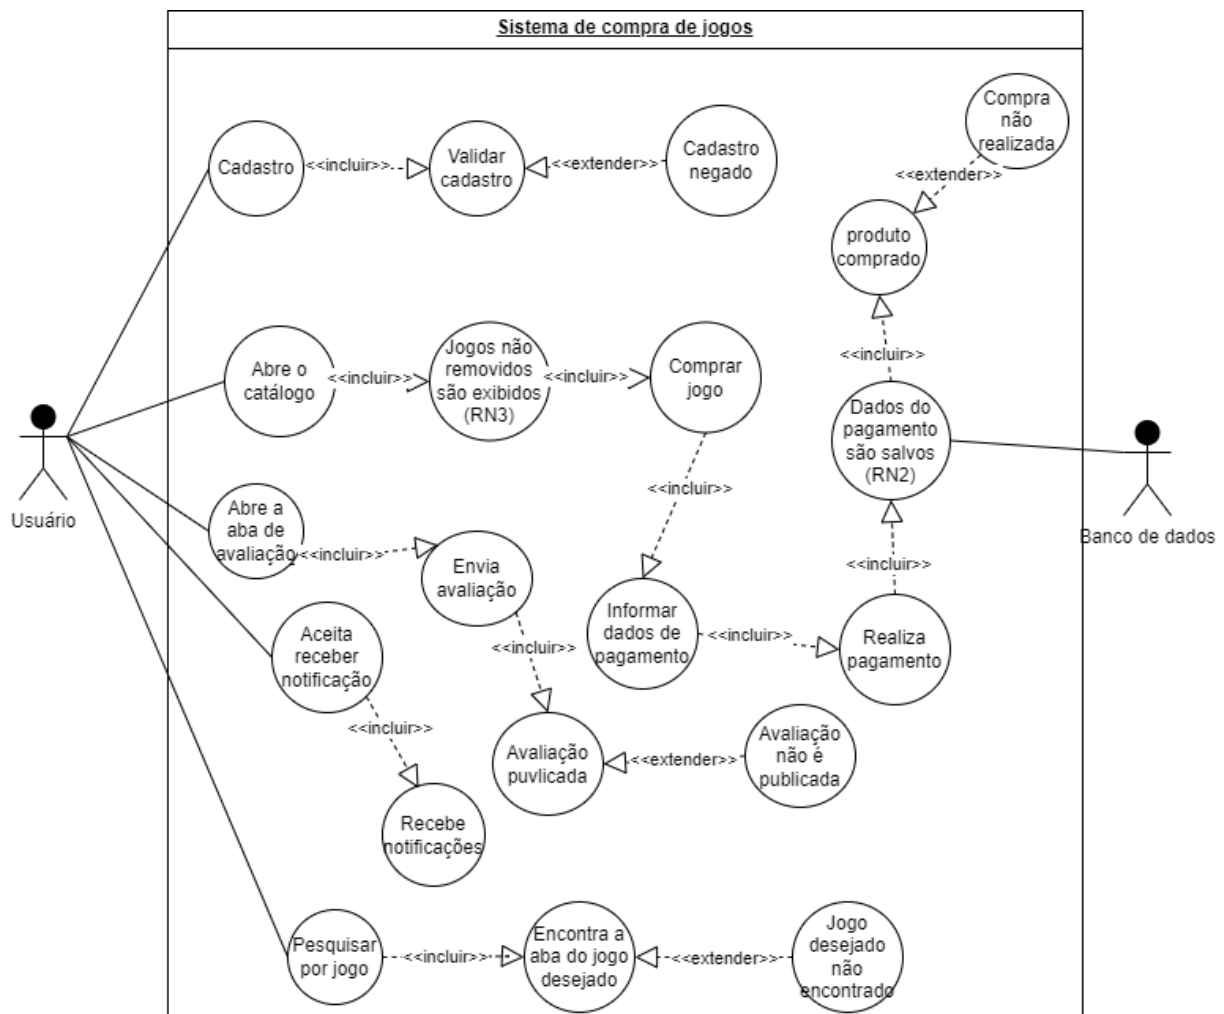 Sistema de compra de jogos
Compra
não
realizada
Cadastro
<<incluir>>
Validar
cadastro
<<extender>>
Cadastro
negado
<<extender>>
produto
comprado
<<incluir>>
Abre o
catálogo
<<incluir>>
Jogos não
removidos
são exibidos
(RN3)
<<incluir>>
Comprar
jogo
Dados do
pagamento
são salvos
(RN2)
Usuário
Banco de dados
<<incluir>>
Abre a
aba de
avaliação
<<incluir>>
Envia
avaliação
<<incluir>>
Aceita
receber
notificação
<<incluir>>
Informar
dados de
pagamento
<<incluir>>
Realiza
pagamento
<<incluir>>
Avaliação
puvlicada
<<extender>>
Avaliação
não é
publicada
Recebe
notificações
Pesquisar
por jogo
<<incluir>>
Encontra a
aba do jogo
desejado
<<extender>>
Jogo
desejado
não
encontrado